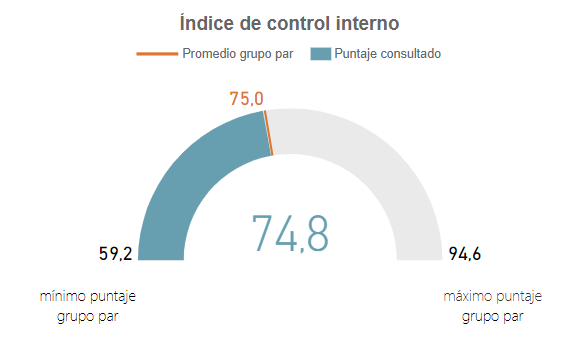 Índice de control interno
Promedio grupo par
Puntaje consultado
75,0
74,8
59,2
94,6
mínimo puntaje
grupo par
máximo puntaje
grupo par